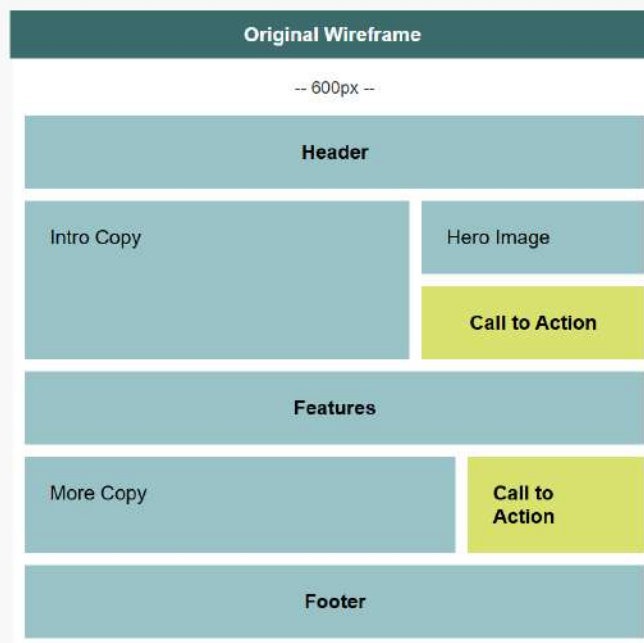 Original Wireframe
-- 600px --
Header
Intro Copy
Hero Image
Call to Action
Features
More Copy
Call to
Action
Footer